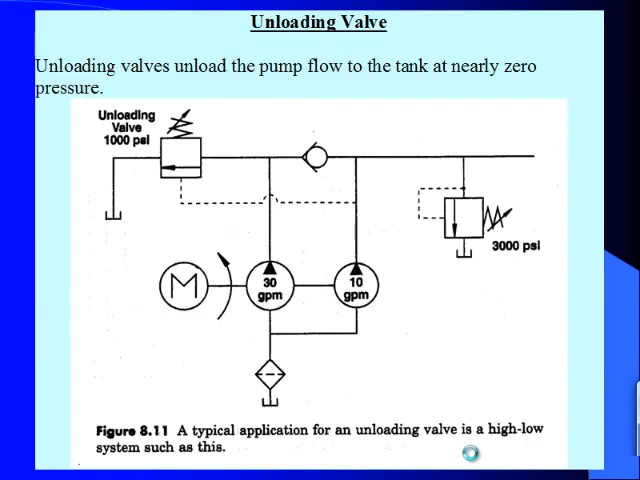 Unloading Valve
Unloading valves unload the pump flow to the tank at nearly zero
pressure.
Unloading
Valve
1000 psi
3000 psi
M
30
gpm
10
gpm
Figure 8.11 A typical application for an unloading valve is a high-low
system such as this.